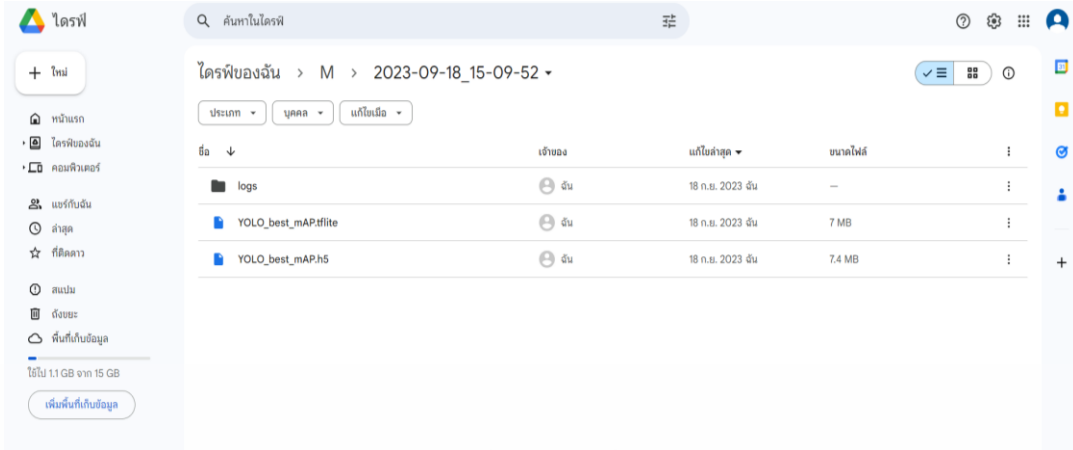 ไดรฟ์
ค้นหาในไดรฟ์
ใหม่
ไดรฟ์ของฉัน > M > 2023-09-18_15-09-52
ประเภท บุคคล แก้ไขเมื่อ
หน้าแรก
ไดรฟ์ของฉัน
คอมพิวเตอร์
แชร์กับฉัน
ล่าสุด
ที่ติดดาว
สแปม
ถังขยะ
พื้นที่เก็บข้อมูล
ใช้ไป 1.1 GB จาก 15 GB
เพิ่มพื้นที่เก็บข้อมูล
ชื่อ เจ้าของ แก้ไขล่าสุด ขนาดไฟล์
logs ฉัน 18 ก.ย. 2023 ฉัน —
YOLO_best_mAP.tflite ฉัน 18 ก.ย. 2023 ฉัน 7 MB
YOLO_best_mAP.h5 ฉัน 18 ก.ย. 2023 ฉัน 7.4 MB